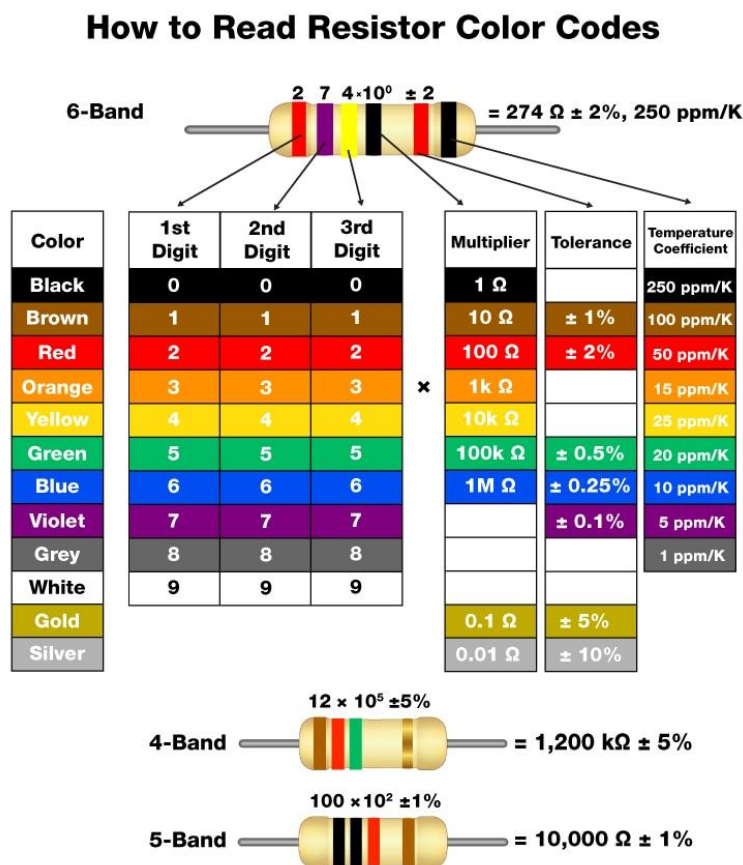 How to Read Resistor Color Codes
2 7 4 ×10⁰ ± 2
6-Band = 274 Ω ± 2%, 250 ppm/K
Color 1st Digit 2nd Digit 3rd Digit Multiplier Tolerance Temperature Coefficient
Black 0 0 0 1 Ω 250 ppm/K
Brown 1 1 1 10 Ω ± 1% 100 ppm/K
Red 2 2 2 100 Ω ± 2% 50 ppm/K
Orange 3 3 3 × 1k Ω 15 ppm/K
Yellow 4 4 4 10k Ω 25 ppm/K
Green 5 5 5 100k Ω ± 0.5% 20 ppm/K
Blue 6 6 6 1M Ω ± 0.25% 10 ppm/K
Violet 7 7 7 ± 0.1% 5 ppm/K
Grey 8 8 8 1 ppm/K
White 9 9 9
Gold 0.1 Ω ± 5%
Silver 0.01 Ω ± 10%
12 × 10⁵ ±5%
4-Band = 1,200 kΩ ± 5%
100 ×10² ±1%
5-Band = 10,000 Ω ± 1%